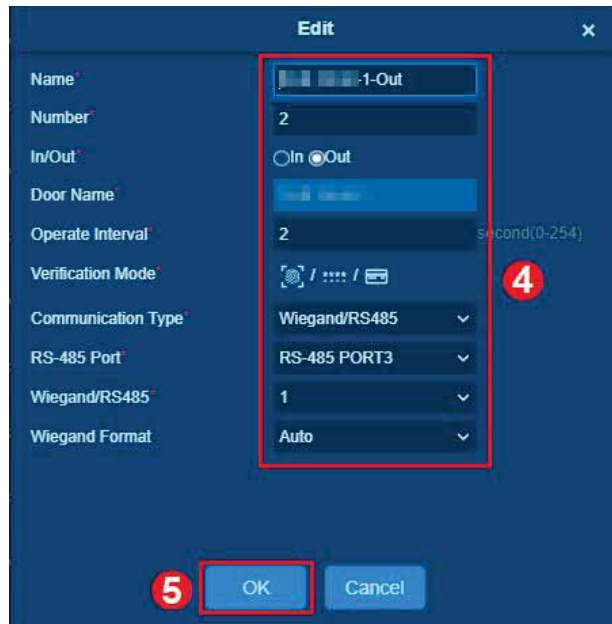 Edit ×
Name* -1-Out
Number* 2
In/Out* In Out
Door Name*
Operate Interval* 2 second(0-254)
Verification Mode* / **** /
4
Communication Type* Wiegand/RS485
RS-485 Port* RS-485 PORT3
Wiegand/RS485* 1
Wiegand Format Auto
5 OK Cancel